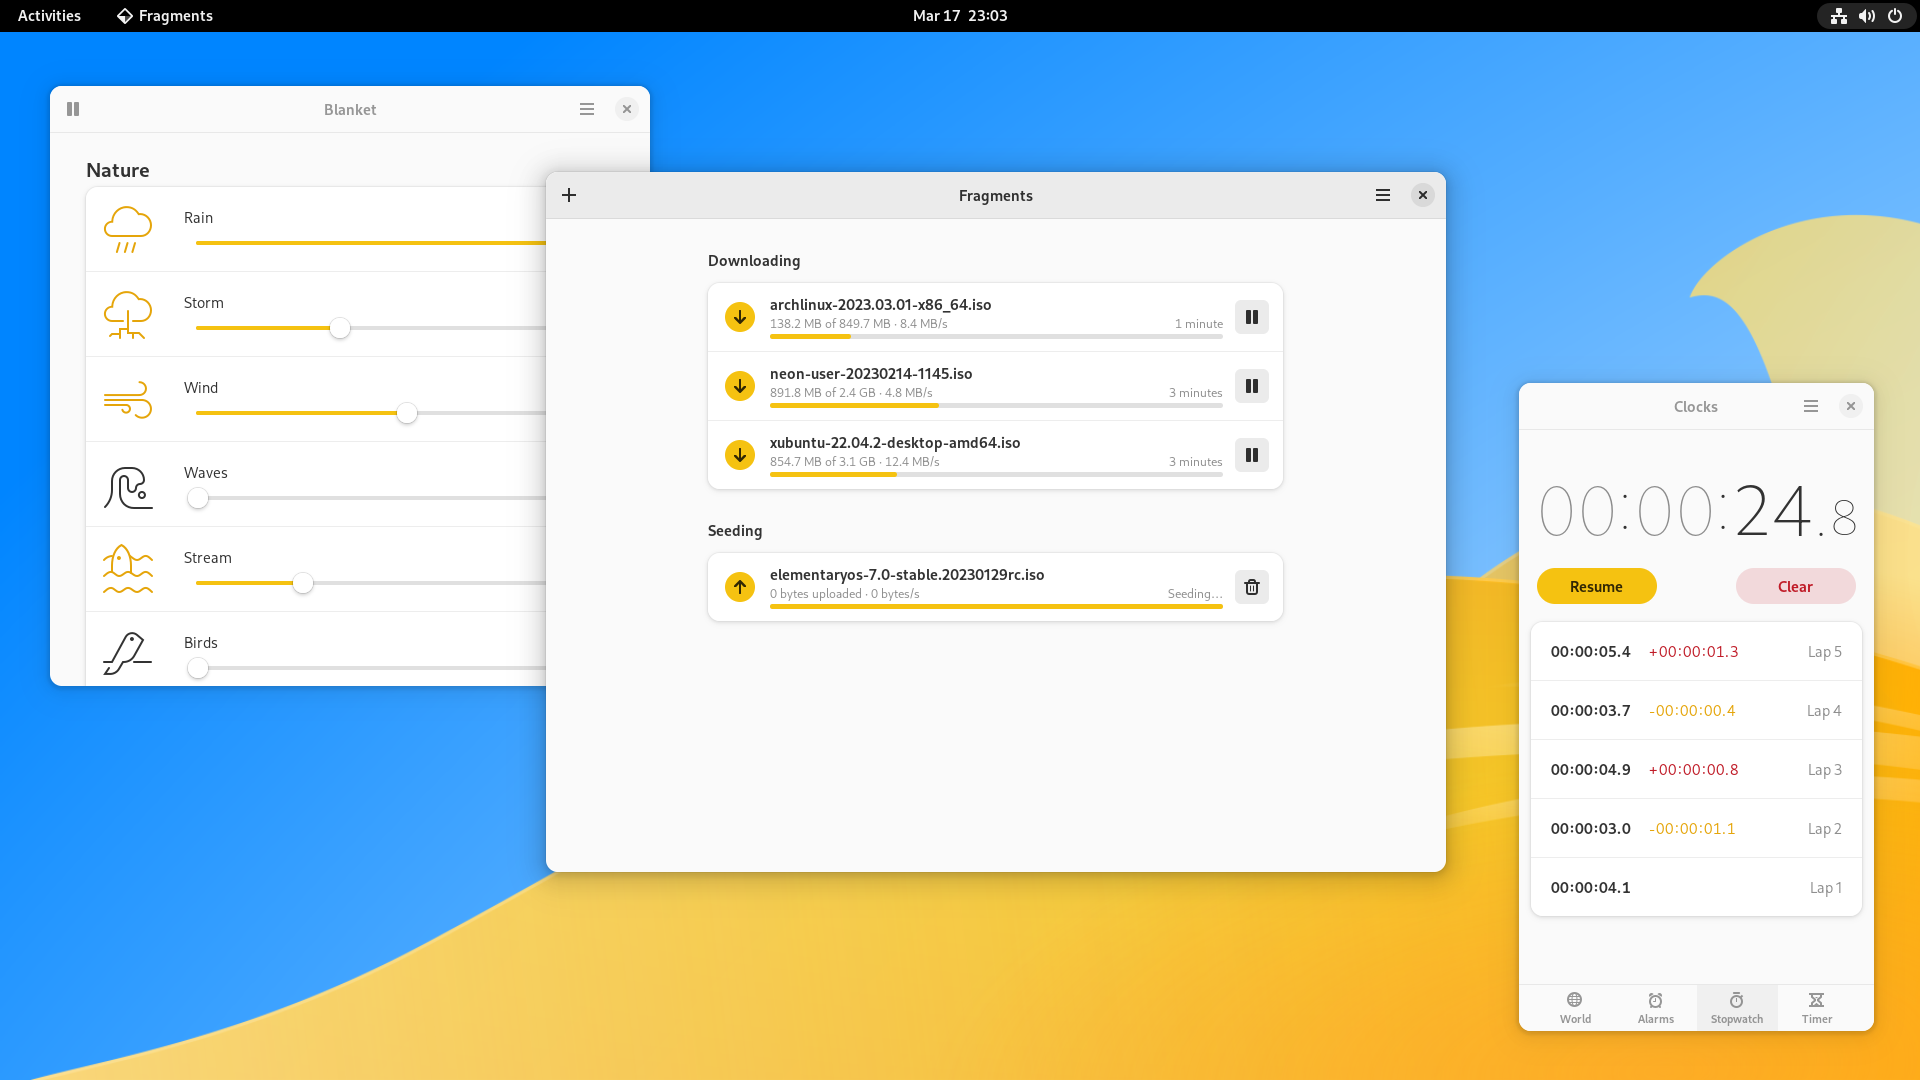 Activities
Fragments
Mar 17 23:03
Blanket
Nature
Rain
Storm
Wind
Waves
Stream
Birds
Fragments
Downloading
archlinux-2023.03.01-x86_64.iso
138.2 MB of 849.7 MB · 8.4 MB/s
1 minute
neon-user-20230214-1145.iso
891.8 MB of 2.4 GB · 4.8 MB/s
3 minutes
xubuntu-22.04.2-desktop-amd64.iso
854.7 MB of 3.1 GB · 12.4 MB/s
3 minutes
Seeding
elementaryos-7.0-stable.20230129rc.iso
0 bytes uploaded · 0 bytes/s
Seeding…
Clocks
00:00:24.8
Resume
Clear
00:00:05.4 +00:00:01.3 Lap 5
00:00:03.7 -00:00:00.4 Lap 4
00:00:04.9 +00:00:00.8 Lap 3
00:00:03.0 -00:00:01.1 Lap 2
00:00:04.1 Lap 1
World
Alarms
Stopwatch
Timer